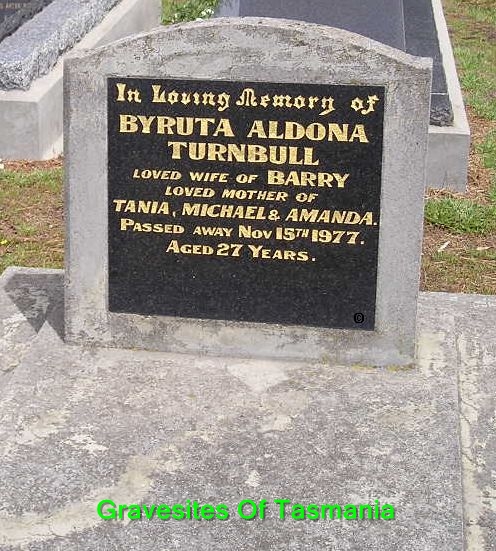 In Loving Memory of
BYRUTA ALDONA
TURNBULL
LOVED WIFE OF BARRY
LOVED MOTHER OF
TANIA, MICHAEL & AMANDA.
PASSED AWAY NOV 15TH 1977.
AGED 27 YEARS.
©
Gravesites Of Tasmania